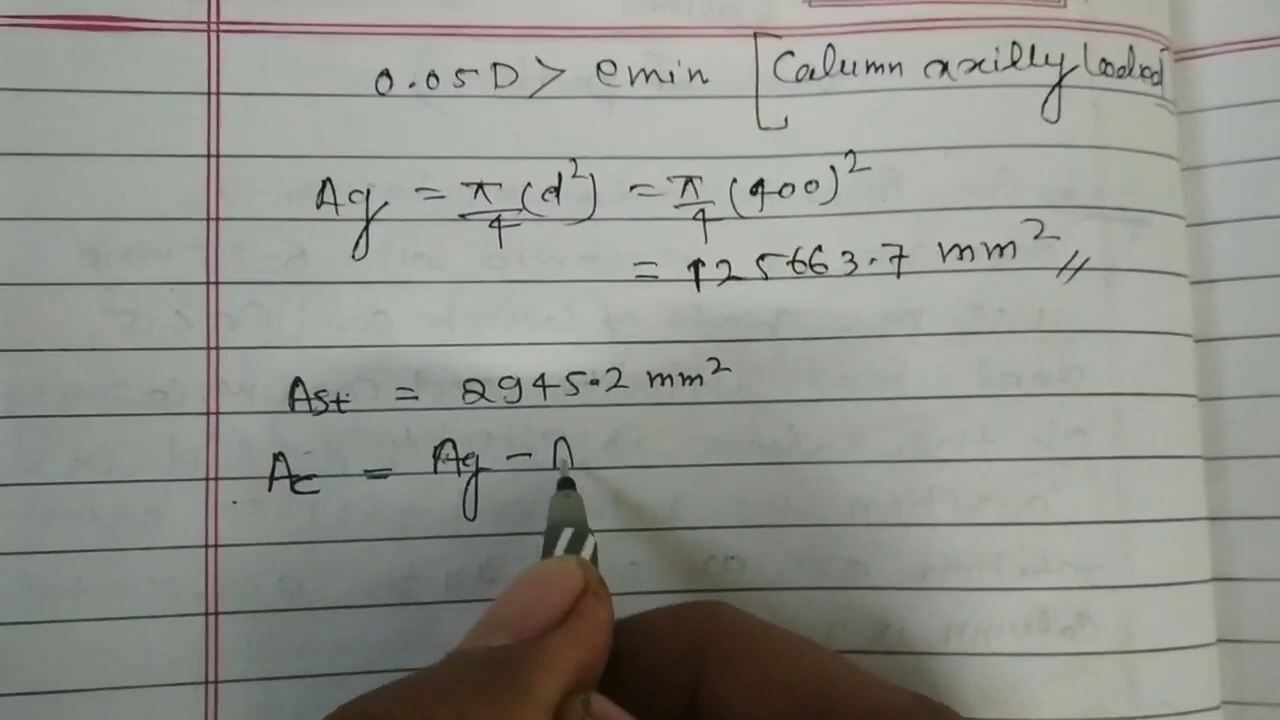 0.05D > emin [Calumn axilly loaded
Ag = π/4 (d²) = π/4 (400)²
= 125663.7 mm² //
Ast = 2945.2 mm²
Ac = Ag - A